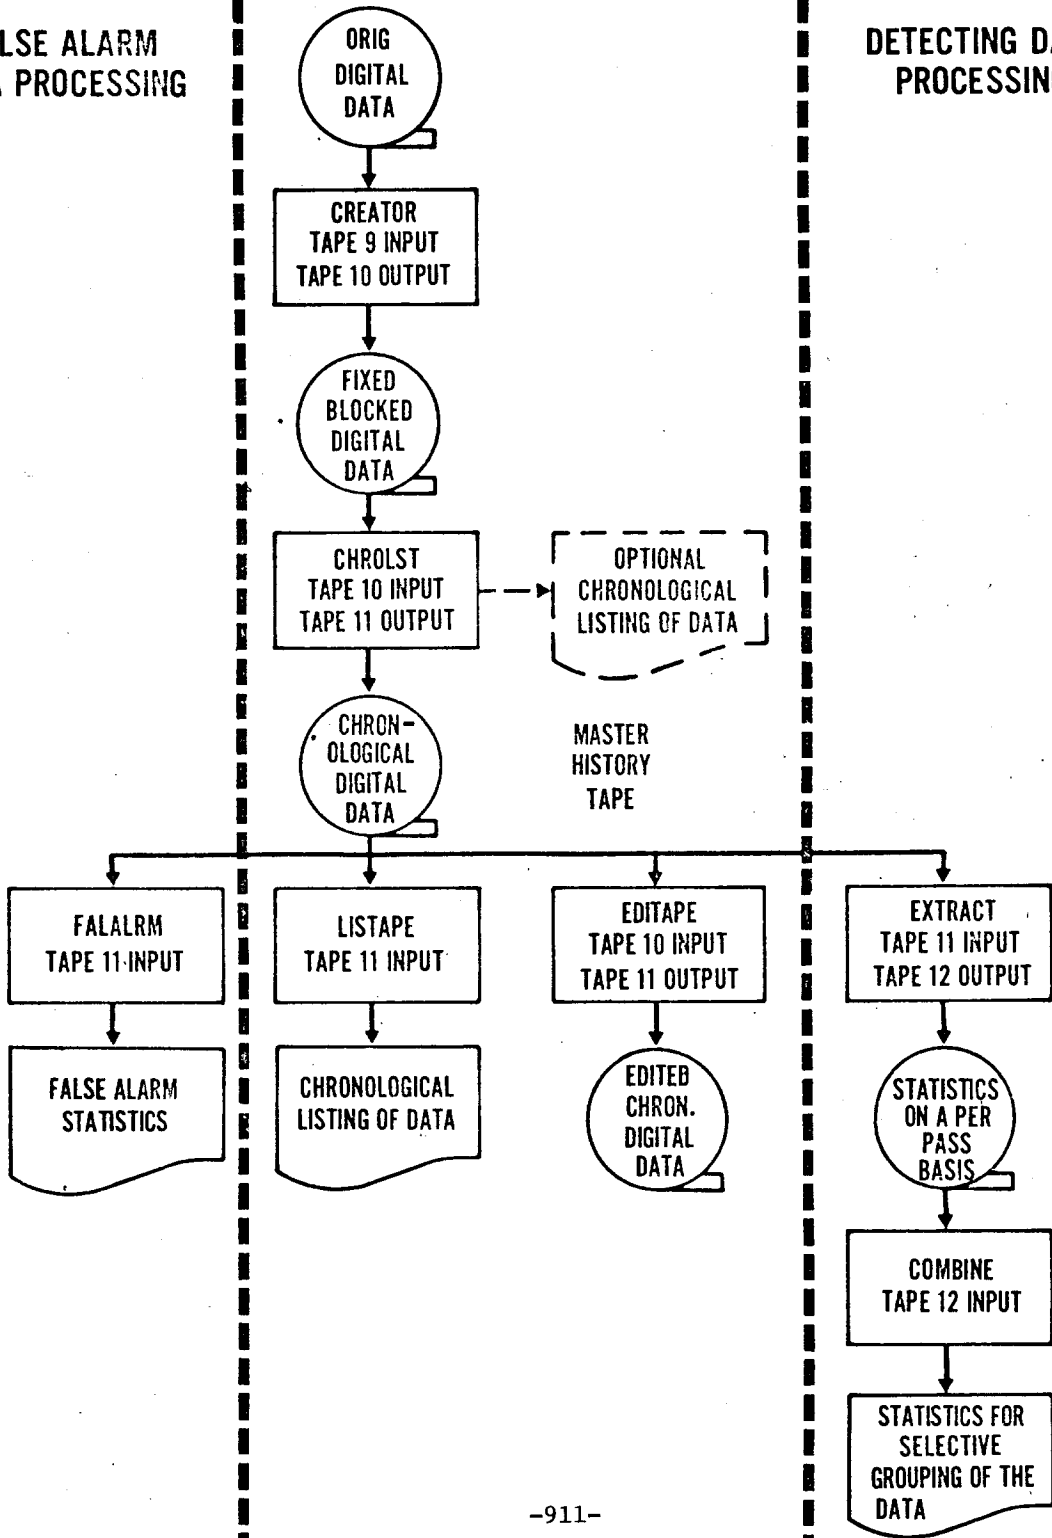 LSE ALARM
PROCESSING
ORIG
DIGITAL
DATA
DETECTING DA
PROCESSIN
CREATOR
TAPE 9 INPUT
TAPE 10 OUTPUT
FIXED
BLOCKED
DIGITAL
DATA
CHROLST
TAPE 10 INPUT
TAPE 11 OUTPUT
OPTIONAL
CHRONOLOGICAL
LISTING OF DATA
CHRON-
OLOGICAL
DIGITAL
DATA
MASTER
HISTORY
TAPE
FALALRM
TAPE 11 INPUT
LISTAPE
TAPE 11 INPUT
EDITAPE
TAPE 10 INPUT
TAPE 11 OUTPUT
EXTRACT
TAPE 11 INPUT
TAPE 12 OUTPUT
FALSE ALARM
STATISTICS
CHRONOLOGICAL
LISTING OF DATA
EDITEB
CHRON.
DIGITAL
DATA
STATISTICS
ON A PER
PASS
BASIS
COMBINE
TAPE 12 INPUT
STATISTICS FOR
SELECTIVE
GROUPING OF THE
DATA
-911-